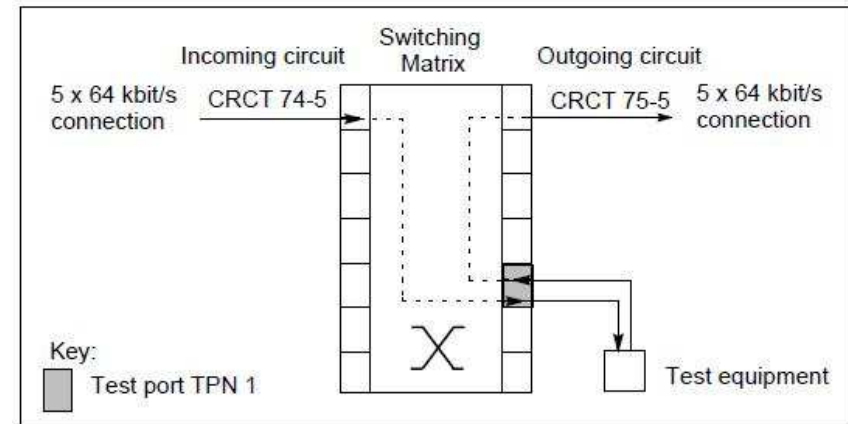 Switching
Matrix
Incoming circuit
Outgoing circuit
5 x 64 kbit/s
connection
CRCT 74-5
CRCT 75-5
5 x 64 kbit/s
connection
Key:
Test port TPN 1
Test equipment